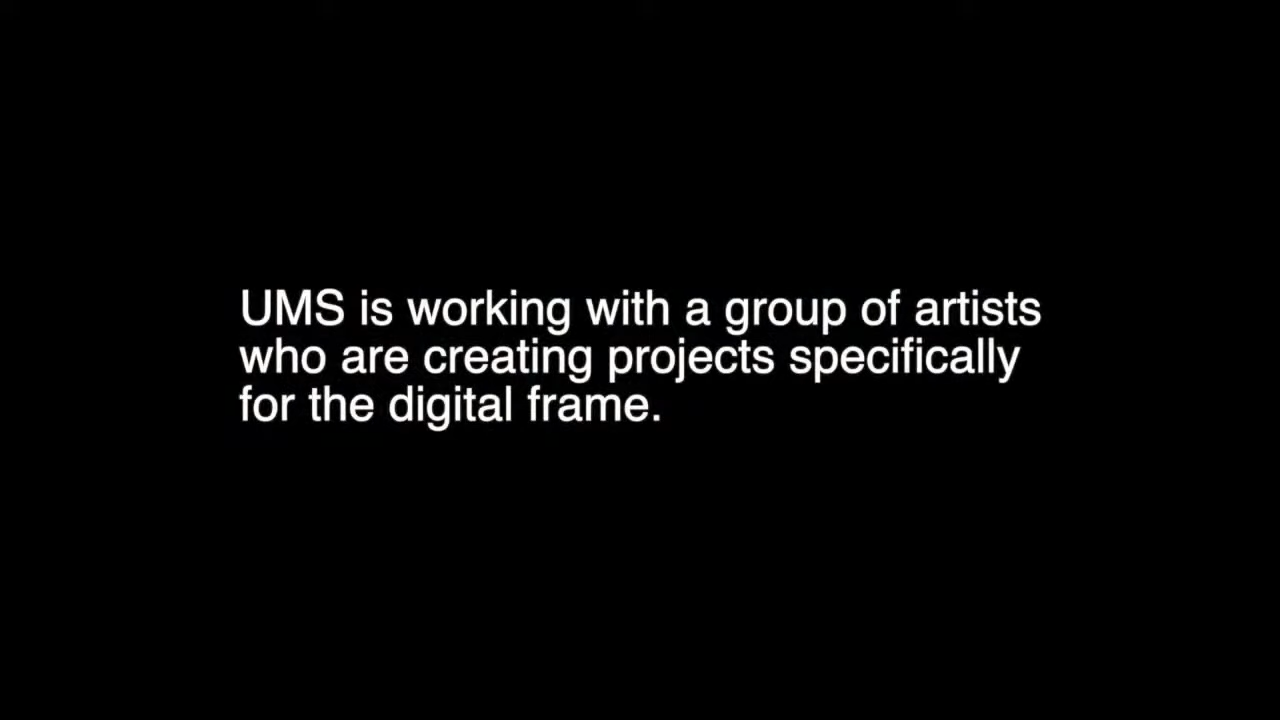 UMS is working with a group of artists
who are creating projects specifically
for the digital frame.